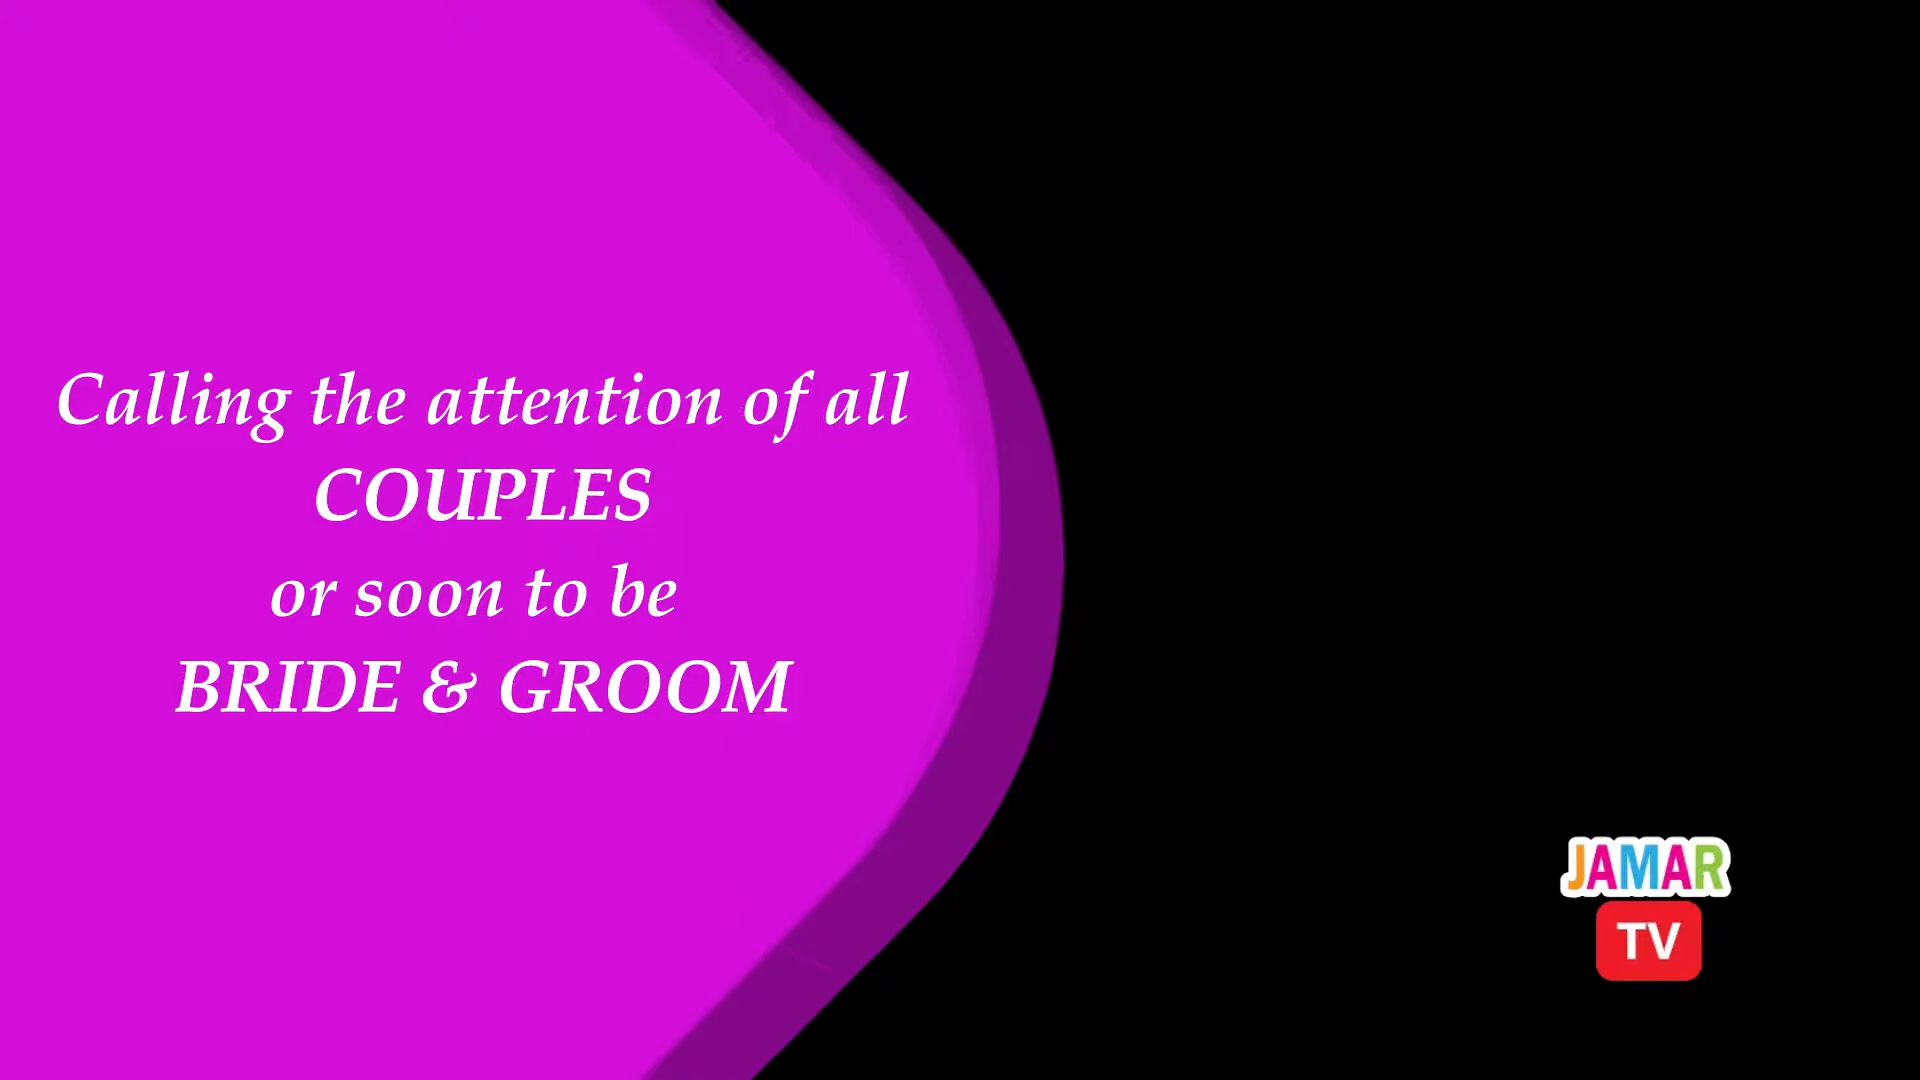 Calling the attention of all
COUPLES
or soon to be
BRIDE & GROOM
JAMAR
TV